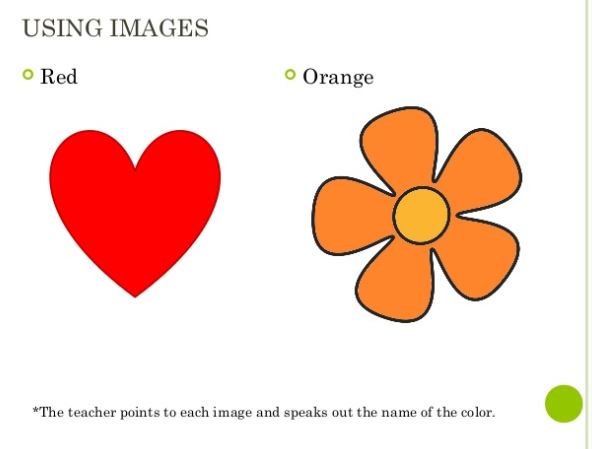 USING IMAGES
Red
Orange
*The teacher points to each image and speaks out the name of the color.